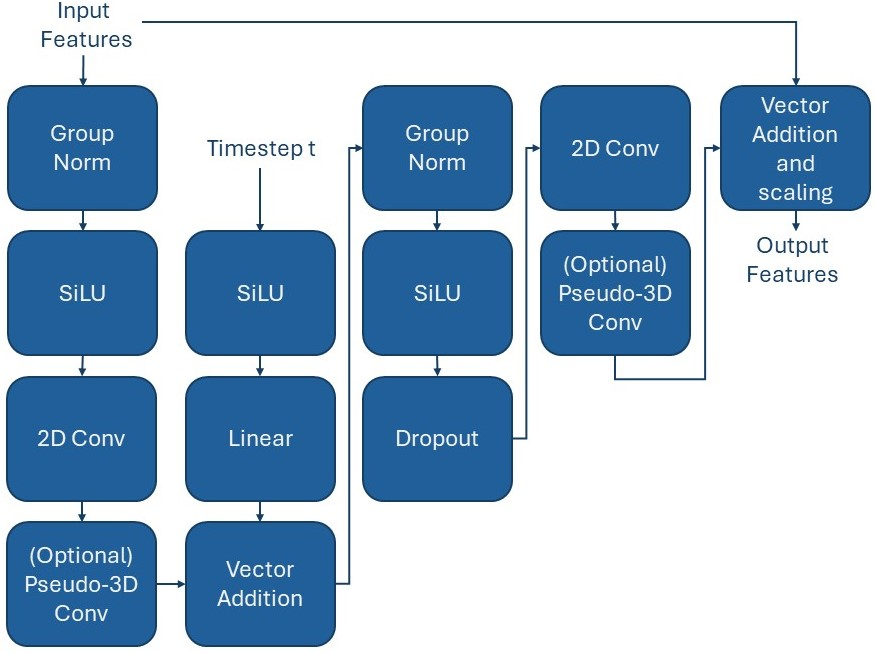 Input
Features
Group
Norm
SiLU
2D Conv
(Optional)
Pseudo-3D
Conv
Timestep t
SiLU
Linear
Vector
Addition
Group
Norm
SiLU
Dropout
2D Conv
(Optional)
Pseudo-3D
Conv
Vector
Addition
and
scaling
Output
Features